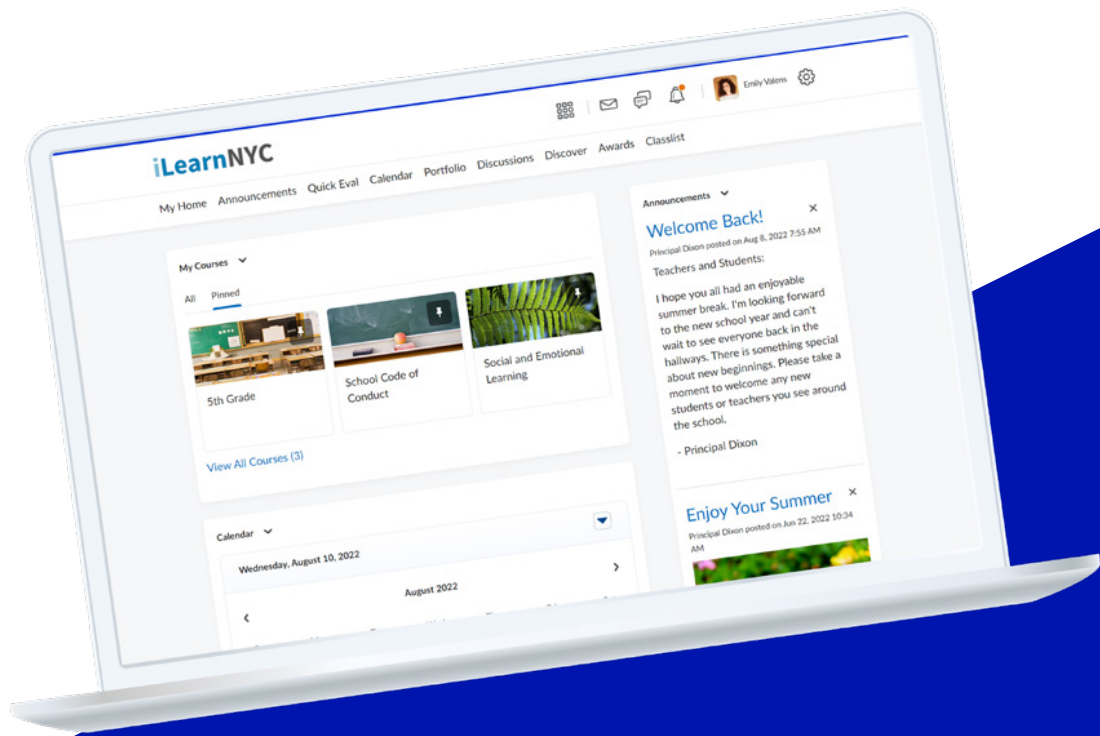 Emily Valens
iLearnNYC
My Home Announcements Quick Eval Calendar Portfolio Discussions Discover Awards Classlist
My Courses
All Pinned
5th Grade
School Code of
Conduct
Social and Emotional
Learning
View All Courses (3)
Calendar
Wednesday, August 10, 2022
August 2022
Announcements
Welcome Back!
Principal Dixon posted on Aug 8, 2022 7:55 AM
Teachers and Students:
I hope you all had an enjoyable
summer break. I'm looking forward
to the new school year and can't
wait to see everyone back in the
hallways. There is something special
about new beginnings. Please take a
moment to welcome any new
students or teachers you see around
the school.
- Principal Dixon
Enjoy Your Summer
Principal Dixon posted on Jun 22, 2022 10:34
AM